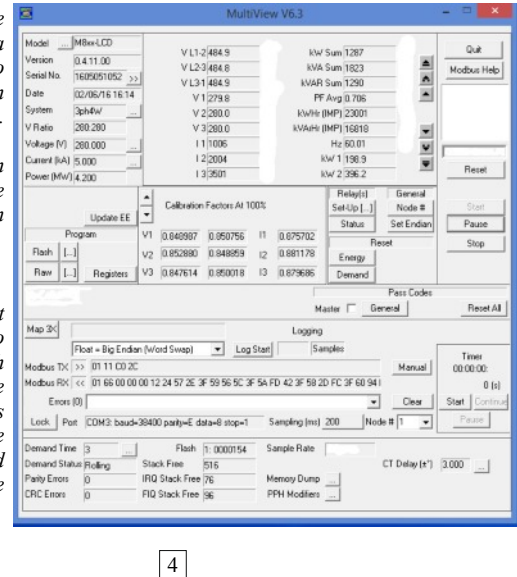 MultiView V6.3
Model ... M8xx-LCD
Version 0.4.11.00
Serial No. 1605051052 >>
Date 02/06/16 16:14
System 3ph4W ...
V Ratio 280.280
Voltage (V) 280.000 ...
Current (kA) 5.000 ...
Power (MW) 4.200
V L1-2 484.9
V L2-3 484.8
V L3-1 484.9
V 1 279.8
V 2 280.0
V 3 280.0
I 1 1006
I 2 2004
I 3 3501
kW Sum 1287
kVA Sum 1823
kVAR Sum 1290
PF Avg 0.706
kWHr (IMP) 23001
kVArHr (IMP) 16818
Hz 60.01
kW 1 198.9
kW 2 396.2
Quit
Modbus Help
Reset
Start
Pause
Stop
Update EE
Program
Flash [...]
Raw [...] Registers
Calibration Factors At 100%
V1 0.848987 0.850756 I1 0.875702
V2 0.852880 0.848859 I2 0.881178
V3 0.847614 0.850018 I3 0.879686
Relay(s) General
Set-Up [...] Node #
Status Set Endian
Reset
Energy
Demand
Pass Codes
Master General Reset All
Map 3K Logging
Float = Big Endian (Word Swap) Log Start Samples
Modbus TX >> 01 11 C0 2C Manual
Modbus RX << 01 66 00 00 00 12 24 57 2E 3F 59 56 5C 3F 5A FD 42 3F 58 2D FC 3F 60 94
Errors (0) Clear
Lock Port COM3: baud=38400 parity=E data=8 stop=1 Sampling (ms) 200 Node # 1
Timer
00:00:00:
0 (s)
Start Continue
Pause
Demand Time 3 ... Flash 1: 0000154 Sample Rate
Demand Status Rolling Stack Free 516 CT Delay (±°) 3.000 ...
Parity Errors 0 IRQ Stack Free 76 Memory Dump ...
CRC Errors 0 FIQ Stack Free 96 PPH Modifiers ...
4